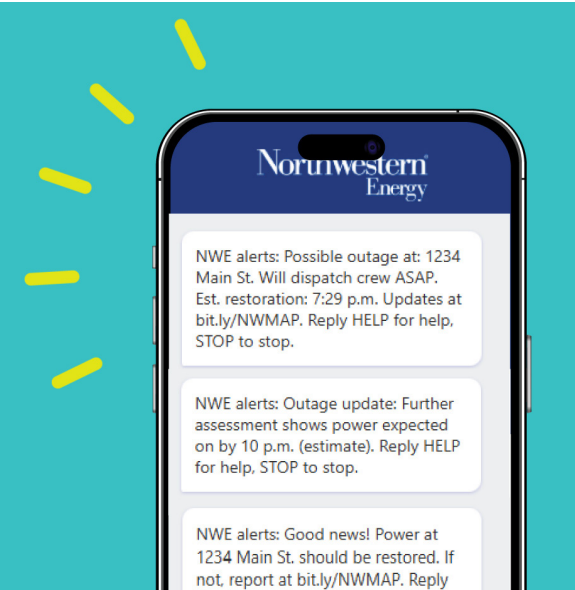 NorthWestern
Energy
NWE alerts: Possible outage at: 1234
Main St. Will dispatch crew ASAP.
Est. restoration: 7:29 p.m. Updates at
bit.ly/NWMAP. Reply HELP for help,
STOP to stop.
NWE alerts: Outage update: Further
assessment shows power expected
on by 10 p.m. (estimate). Reply HELP
for help, STOP to stop.
NWE alerts: Good news! Power at
1234 Main St. should be restored. If
not, report at bit.ly/NWMAP. Reply